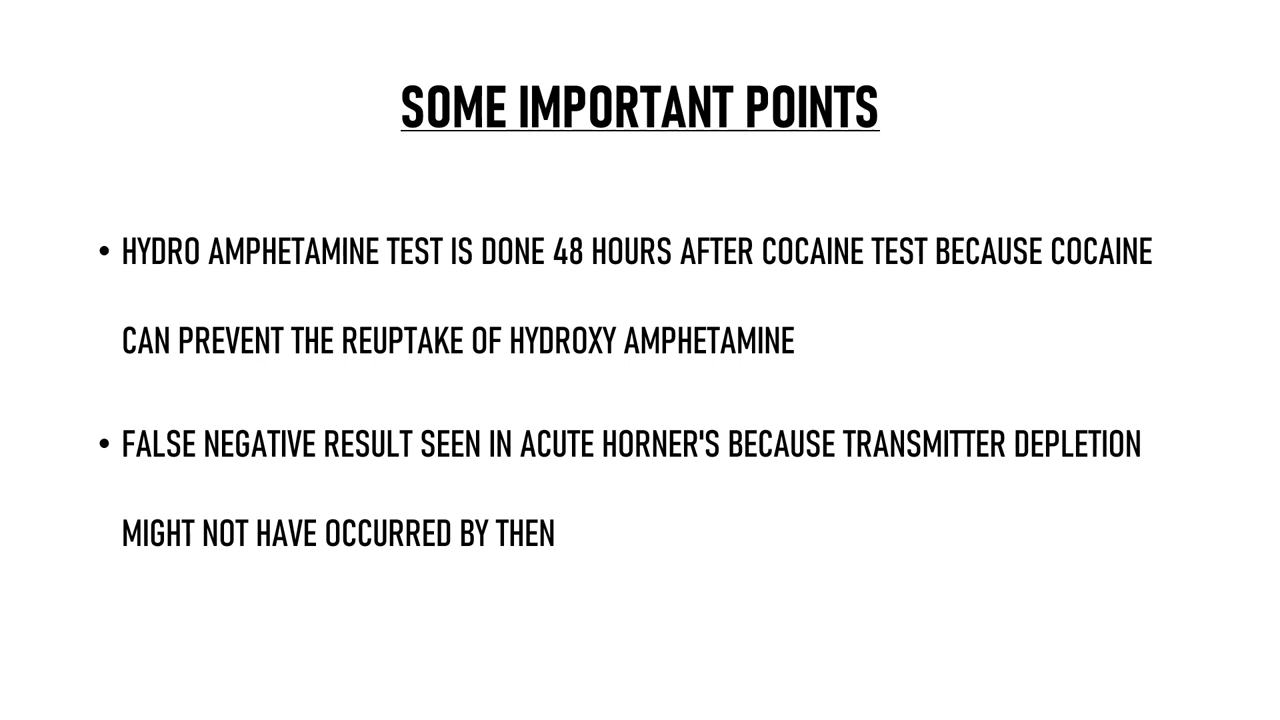 SOME IMPORTANT POINTS
• HYDRO AMPHETAMINE TEST IS DONE 48 HOURS AFTER COCAINE TEST BECAUSE COCAINE
CAN PREVENT THE REUPTAKE OF HYDROXY AMPHETAMINE
• FALSE NEGATIVE RESULT SEEN IN ACUTE HORNER'S BECAUSE TRANSMITTER DEPLETION
MIGHT NOT HAVE OCCURRED BY THEN